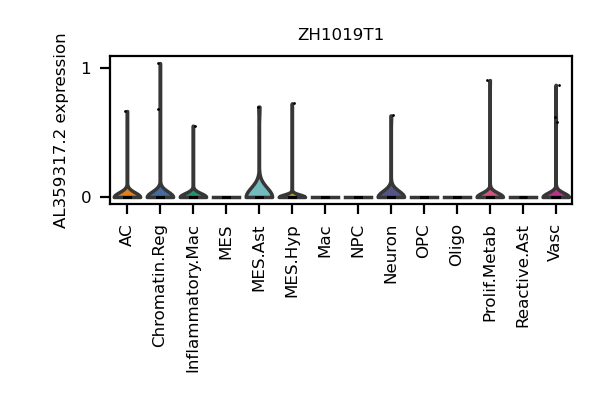 ZH1019T1
AL359317.2 expression
1
0
AC
Chromatin.Reg
Inflammatory.Mac
MES
MES.Ast
MES.Hyp
Mac
NPC
Neuron
OPC
Oligo
Prolif.Metab
Reactive.Ast
Vasc